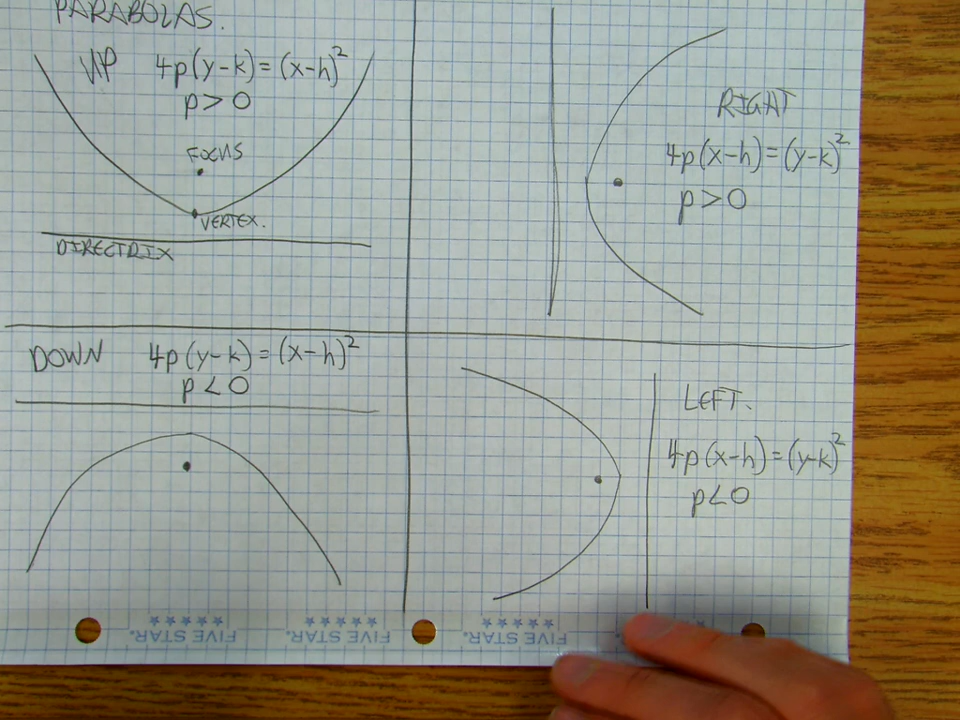 PARABOLAS.
UP 4p(y-k)=(x-h)²
p>0
FOCUS
VERTEX.
DIRECTRIX
RIGHT
4p(x-h)=(y-k)²
p>0
DOWN 4p(y-k)=(x-h)²
p<0
LEFT.
4p(x-h)=(y-k)²
p<0
FIVE STAR.
FIVE STAR.
FIVE STAR.